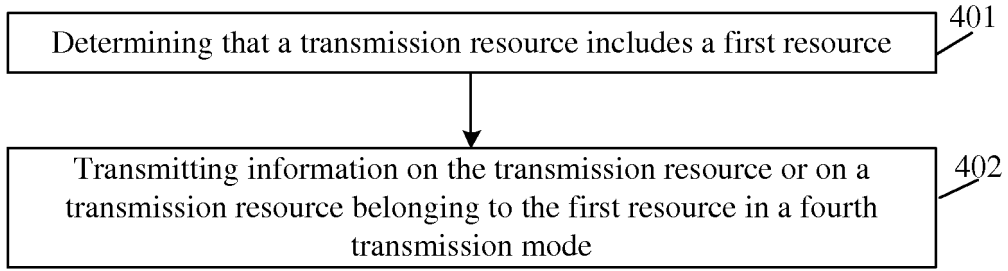 401
Determining that a transmission resource includes a first resource
402
Transmitting information on the transmission resource or on a
transmission resource belonging to the first resource in a fourth
transmission mode